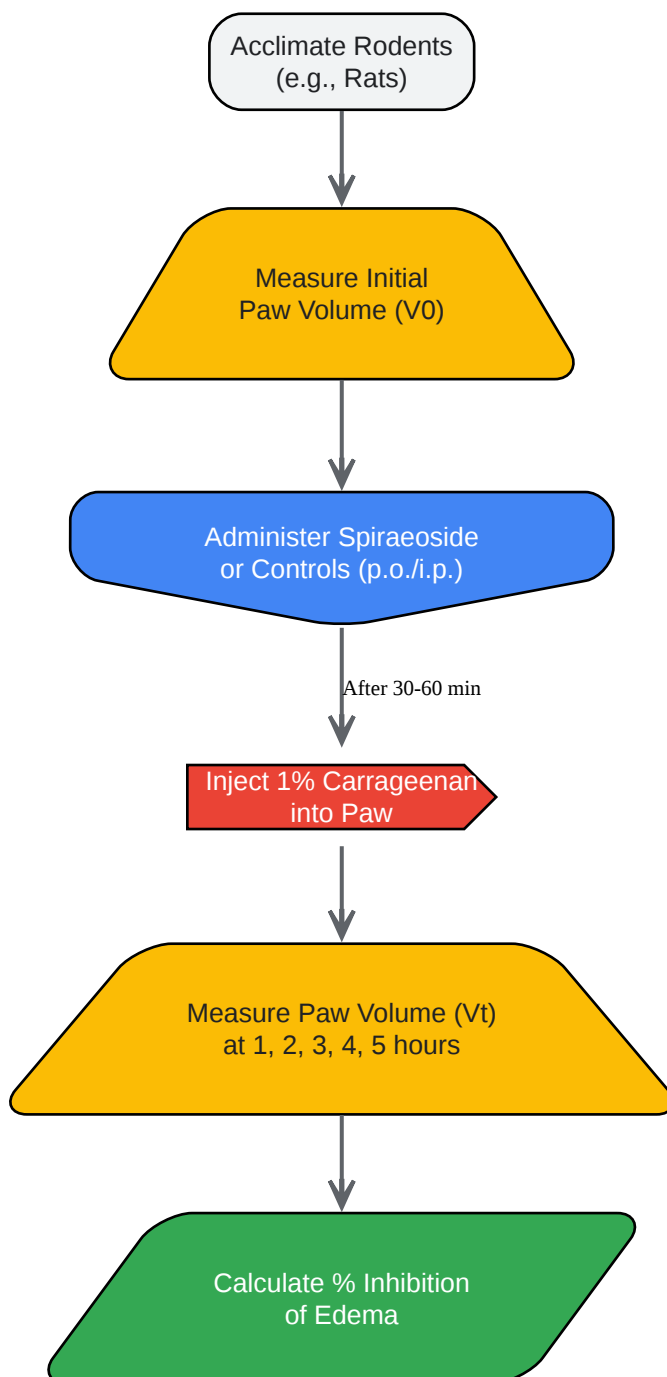 Acclimate Rodents
(e.g., Rats)
Measure Initial
Paw Volume (V0)
Administer Spiraeoside
or Controls (p.o./i.p.)
After 30-60 min
Inject 1% Carrageenan
into Paw
Measure Paw Volume (Vt)
at 1, 2, 3, 4, 5 hours
Calculate % Inhibition
of Edema